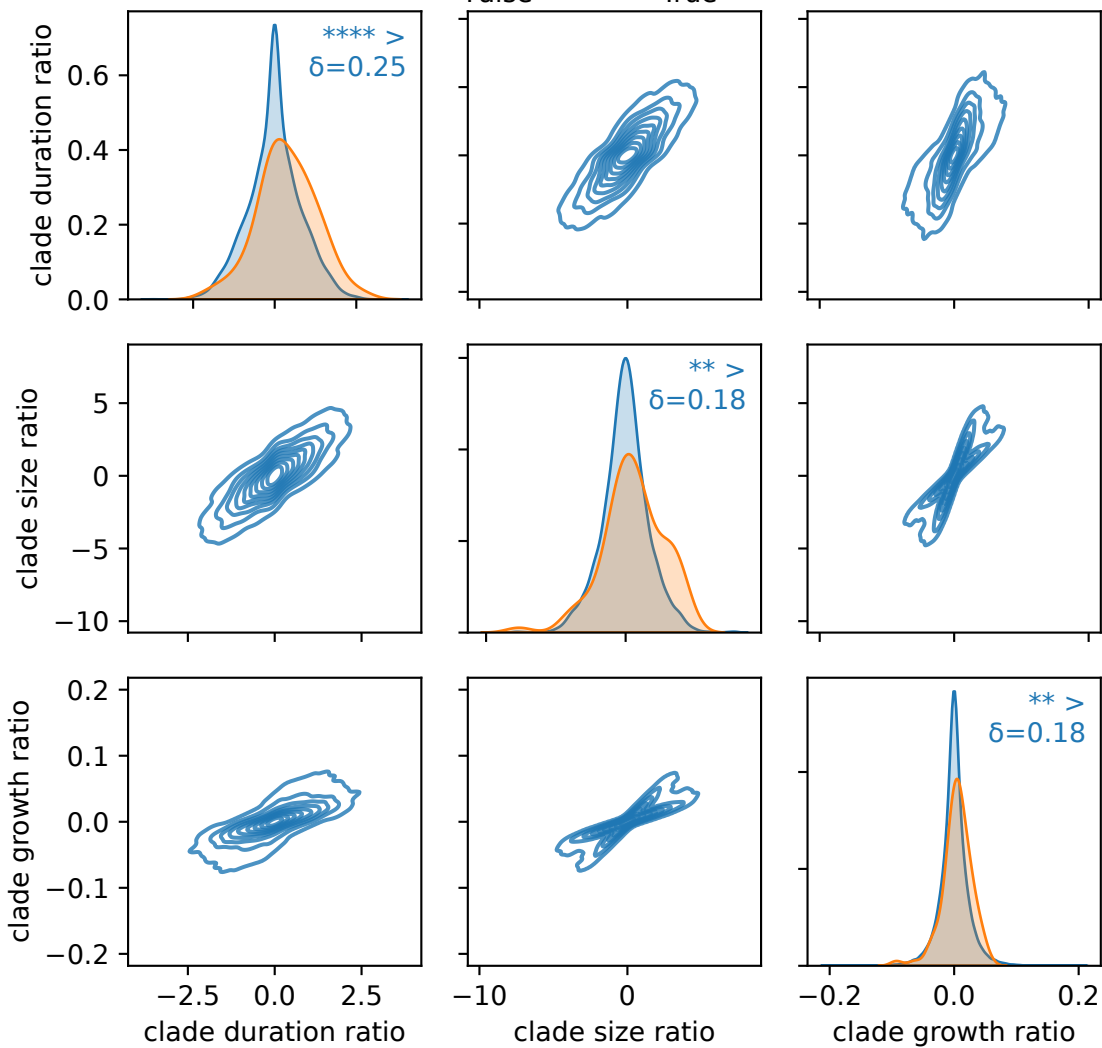 True
clade duration ratio
0.6
0.4
0.2
0.0
**** >
δ=0.25
clade size ratio
5
0
−5
−10
** >
δ=0.18
clade growth ratio
0.2
0.1
0.0
−0.1
−0.2
** >
δ=0.18
−2.5 0.0 2.5
−10 0
−0.2 0.0 0.2
clade duration ratio
clade size ratio
clade growth ratio